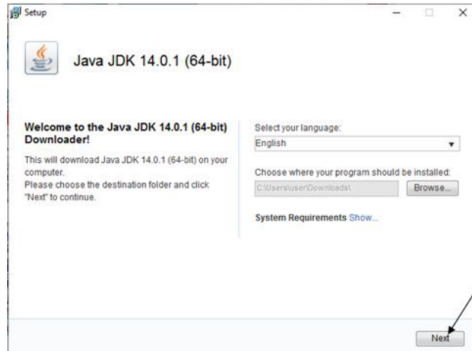 Setup
Java JDK 14.0.1 (64-bit)
Welcome to the Java JDK 14.0.1 (64-bit)
Downloader!
This will download Java JDK 14.0.1 (64-bit) on your
computer.
Please choose the destination folder and click
"Next" to continue.
Select your language:
English
Choose where your program should be installed:
C:\Users\user\Downloads\
Browse...
System Requirements Show...
Next